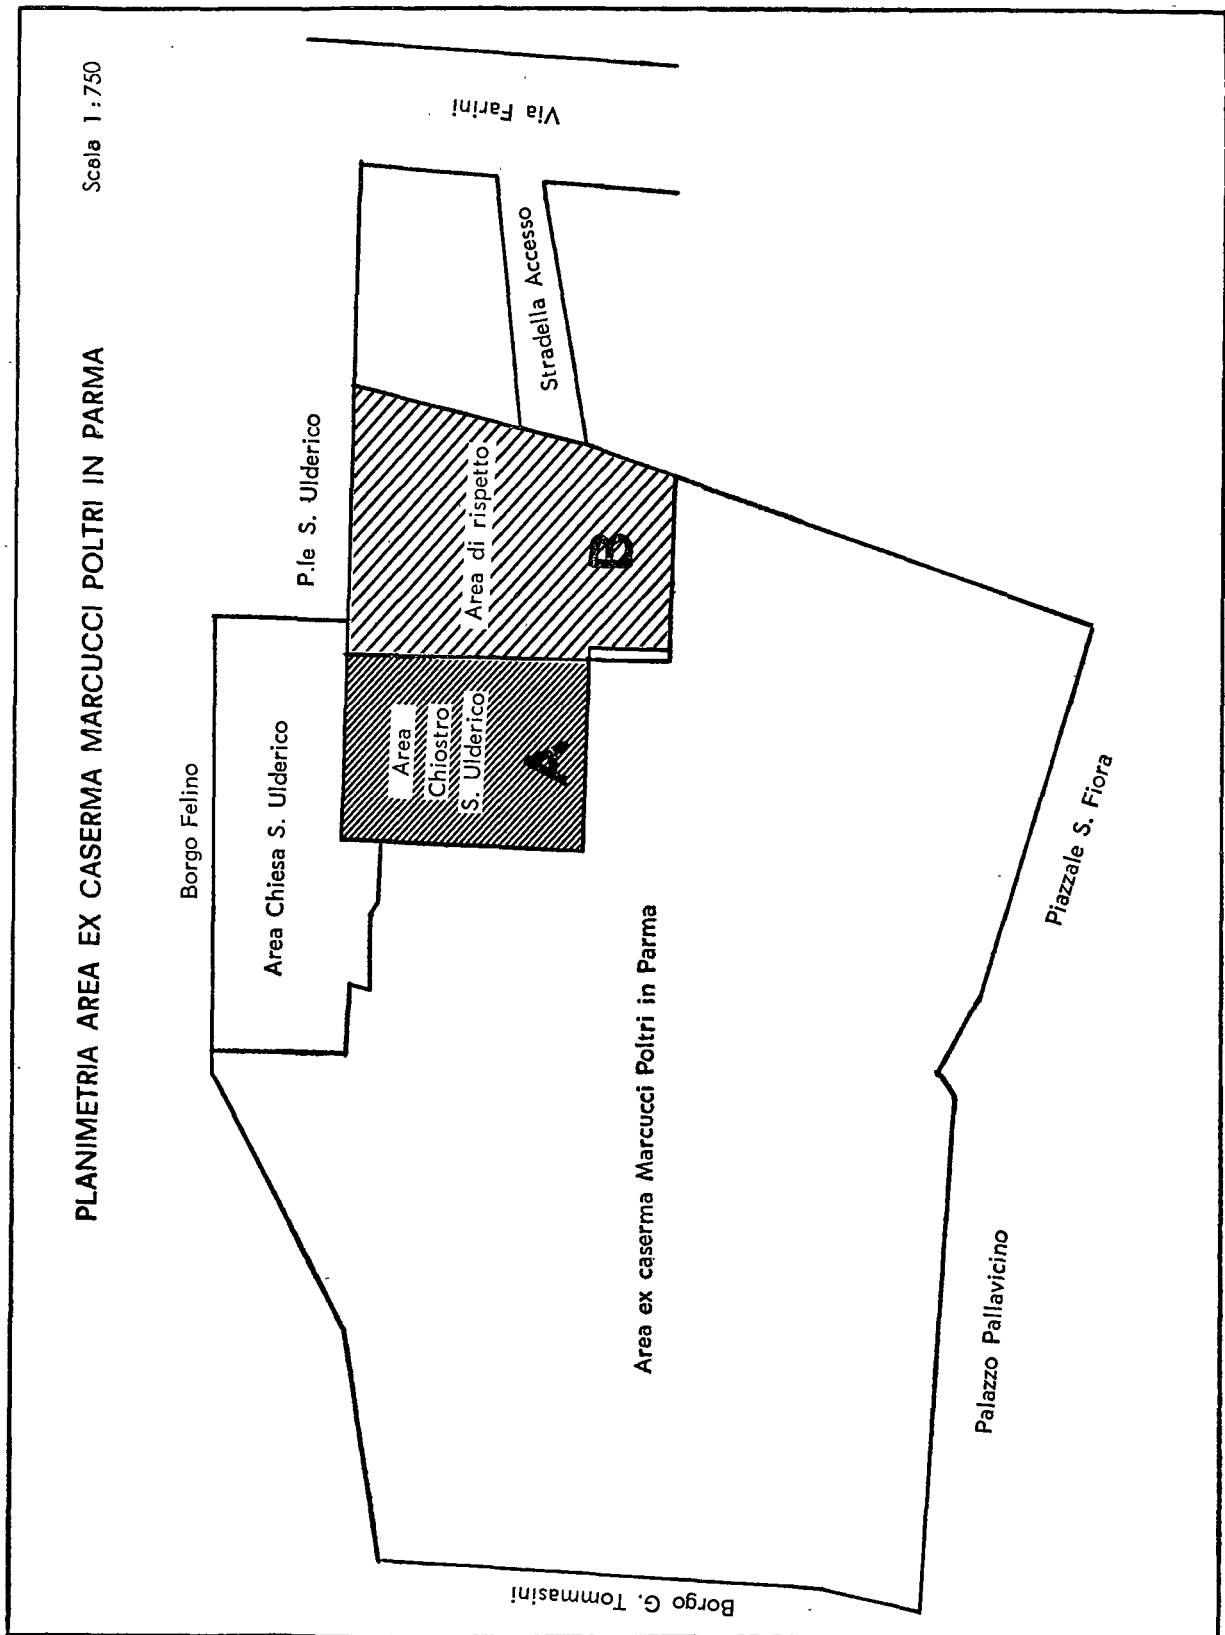 PLANIMETRIA AREA EX CASERMA MARCUCCI POLTRI IN PARMA
Scala 1:750
Borgo Felino
P.le S. Ulderico
Via Farini
Area Chiesa S. Ulderico
Area
Chiostro
S. Ulderico
A
Area di rispetto
B
Stradella Accesso
Area ex caserma Marcucci Poltri in Parma
Borgo G. Tommasini
Palazzo Pallavicino
Piazzale S. Fiora